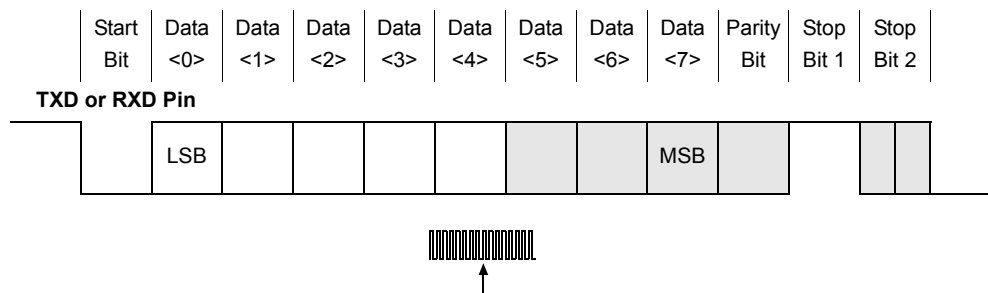 Start Data Data Data Data Data Data Data Data Parity Stop Stop
Bit <0> <1> <2> <3> <4> <5> <6> <7> Bit Bit 1 Bit 2
TXD or RXD Pin
LSB MSB